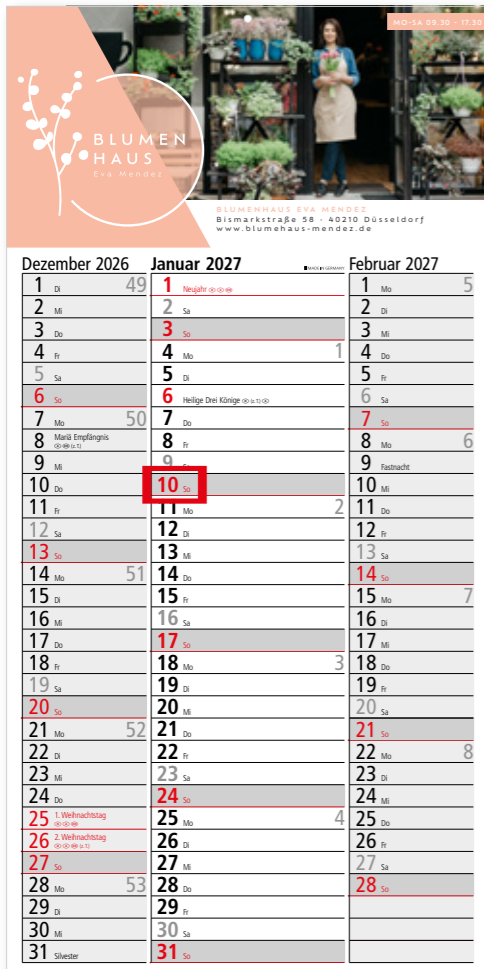 MO-SA 09.30 - 17.30
BLUMEN
HAUS
Eva Mendez
BLUMENHAUS EVA MENDEZ
Bismarkstraße 58 - 40210 Düsseldorf
www.blumehaus-mendez.de
Dezember 2026
1 Di 49
2 Mi
3 Do
4 Fr
5 Sa
6 So
7 Mo 50
8 Mariä Empfängnis
9 Mi
10 Do
11 Fr
12 Sa
13 So
14 Mo 51
15 Di
16 Mi
17 Do
18 Fr
19 Sa
20 So
21 Mo 52
22 Di
23 Mi
24 Do
25 1. Weihnachtstag
26 2. Weihnachtstag
27 So
28 Mo 53
29 Di
30 Mi
31 Silvester
Januar 2027
MADE IN GERMANY
1 Neujahr
2 Sa
3 So
4 Mo 1
5 Di
6 Heilige Drei Könige
7 Do
8 Fr
9
10 So
11 Mo 2
12 Di
13 Mi
14 Do
15 Fr
16 Sa
17 So
18 Mo 3
19 Di
20 Mi
21 Do
22 Fr
23 Sa
24 So
25 Mo 4
26 Di
27 Mi
28 Do
29 Fr
30 Sa
31 So
Februar 2027
1 Mo 5
2 Di
3 Mi
4 Do
5 Fr
6 Sa
7 So
8 Mo 6
9 Fastnacht
10 Mi
11 Do
12 Fr
13 Sa
14 So
15 Mo 7
16 Di
17 Mi
18 Do
19 Fr
20 Sa
21 So
22 Mo 8
23 Di
24 Mi
25 Do
26 Fr
27 Sa
28 So